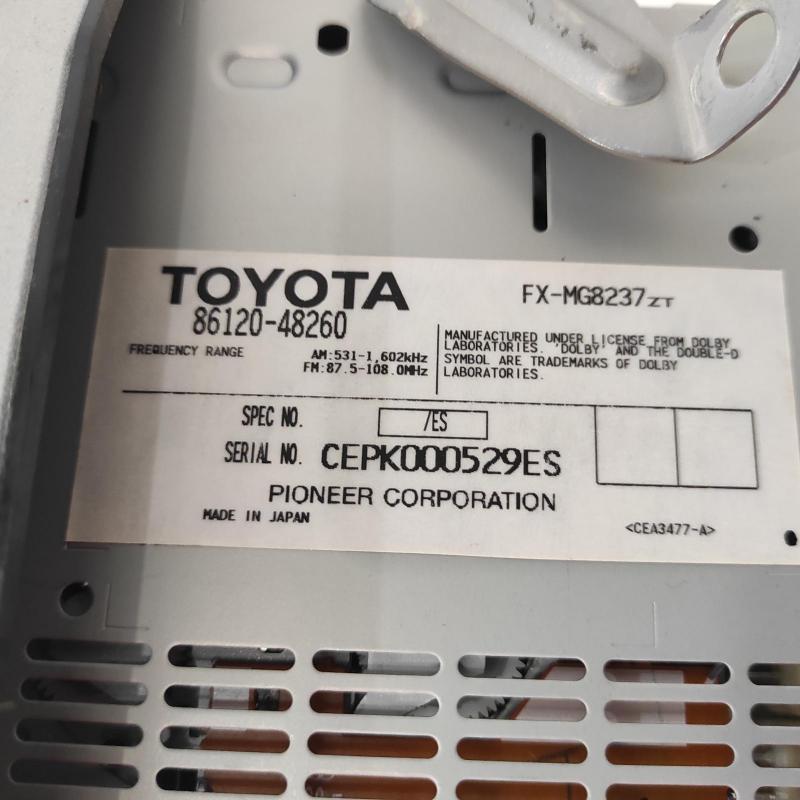 TOYOTA
86120-48260
FX-MG8237ZT
FREQUENCY RANGE
AM:531-1,602kHz
FM:87.5-108.0MHz
MANUFACTURED UNDER LICENSE FROM DOLBY
LABORATORIES. 'DOLBY' AND THE DOUBLE-D
SYMBOL ARE TRADEMARKS OF DOLBY
LABORATORIES.
SPEC NO. /ES
SERIAL NO. CEPK000529ES
PIONEER CORPORATION
MADE IN JAPAN
<CEA3477-A>